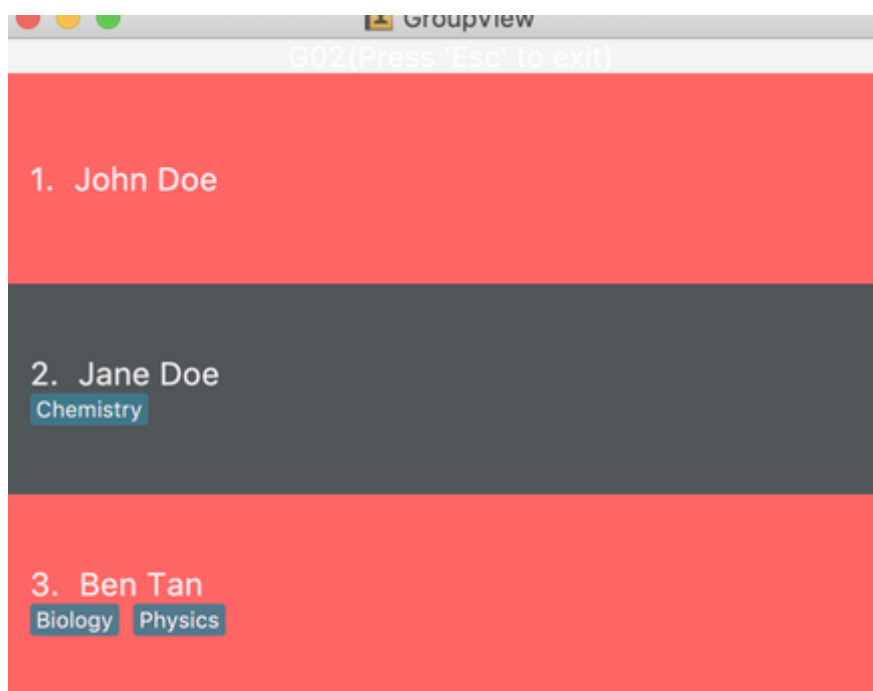 GroupView
G02(Press 'Esc' to exit)
1. John Doe
2. Jane Doe
Chemistry
3. Ben Tan
Biology Physics